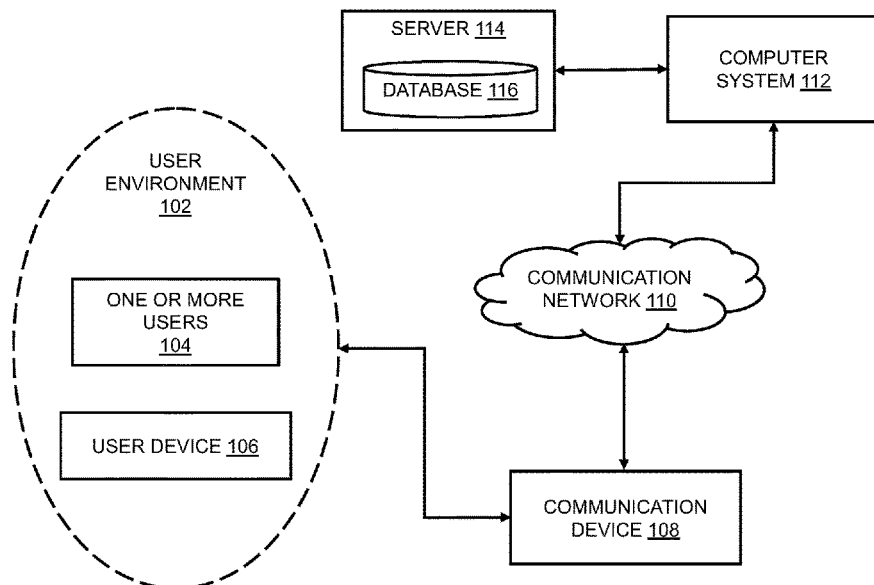 SERVER 114
DATABASE 116
COMPUTER
SYSTEM 112
USER
ENVIRONMENT
102
ONE OR MORE
USERS
104
USER DEVICE 106
COMMUNICATION
NETWORK 110
COMMUNICATION
DEVICE 108